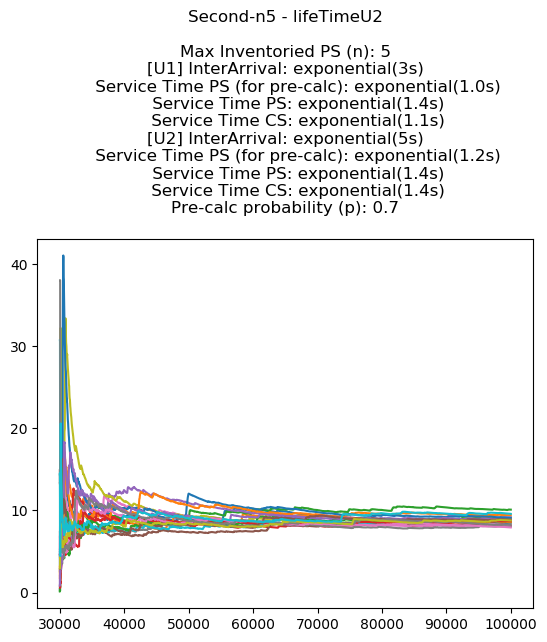 Second-n5 - lifeTimeU2
Max Inventoried PS (n): 5
[U1] InterArrival: exponential(3s)
Service Time PS (for pre-calc): exponential(1.0s)
Service Time PS: exponential(1.4s)
Service Time CS: exponential(1.1s)
[U2] InterArrival: exponential(5s)
Service Time PS (for pre-calc): exponential(1.2s)
Service Time PS: exponential(1.4s)
Service Time CS: exponential(1.4s)
Pre-calc probability (p): 0.7
40
30
20
10
0
30000 40000 50000 60000 70000 80000 90000 100000